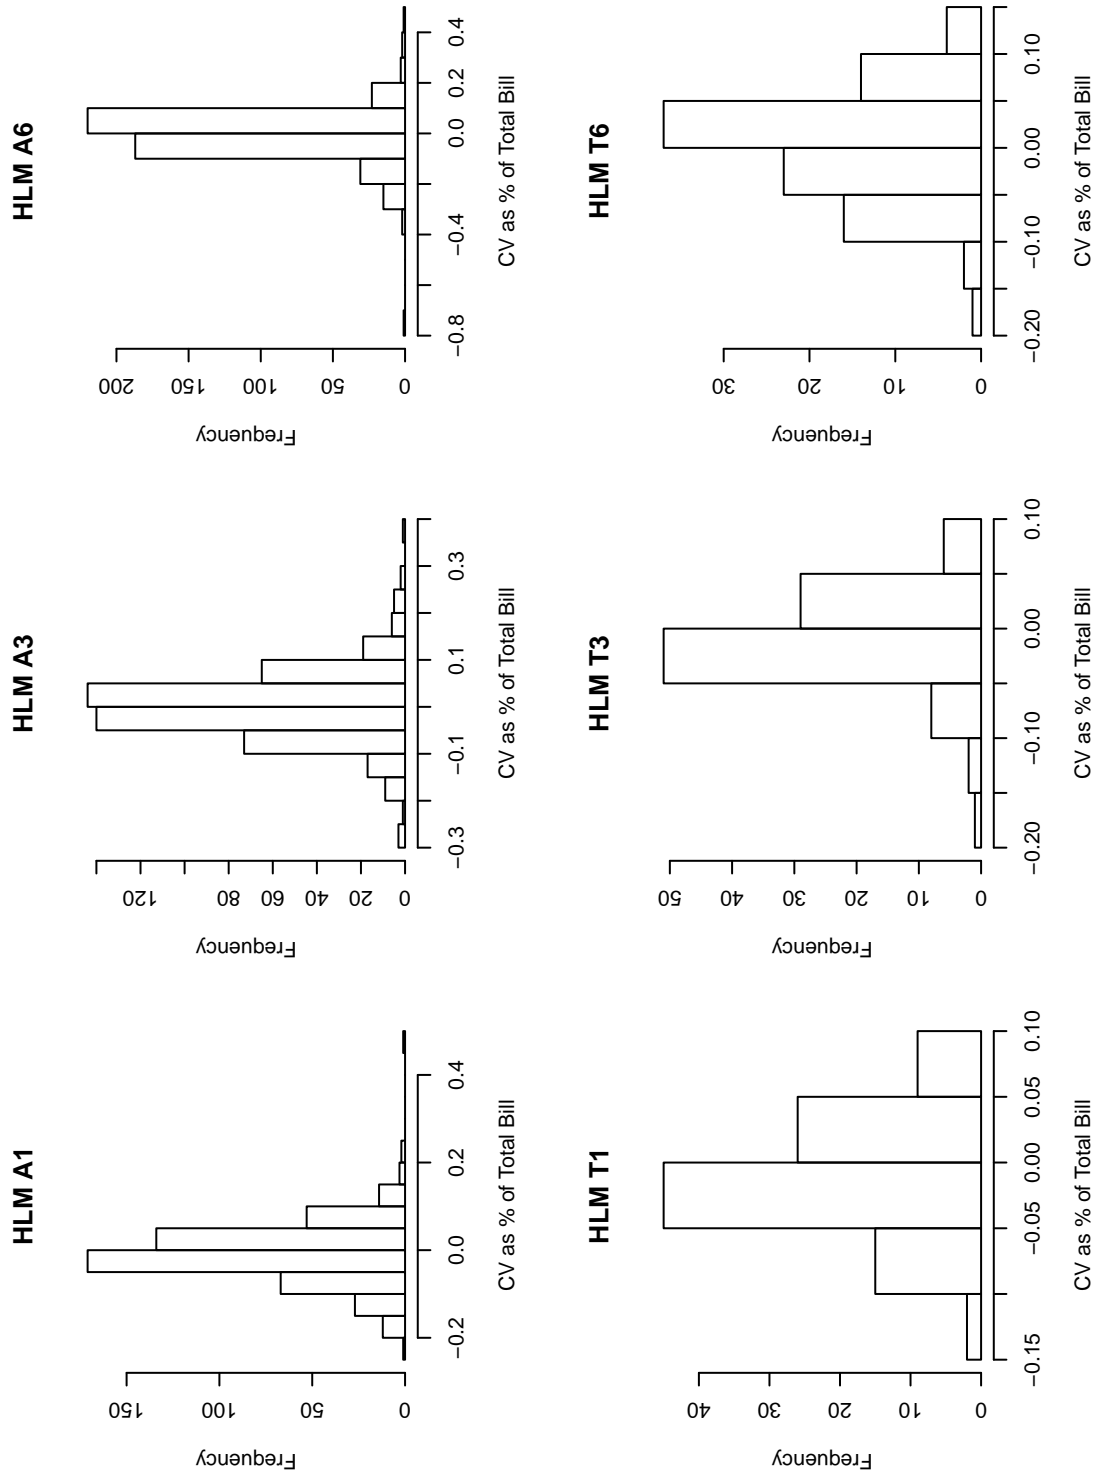 HLM A1
Frequency
150
100
50
0
−0.2 0.0 0.2 0.4
CV as % of Total Bill
HLM A3
Frequency
120
80
60
40
20
0
−0.3 −0.1 0.1 0.3
CV as % of Total Bill
HLM A6
Frequency
200
150
100
50
0
−0.8 −0.4 0.0 0.2 0.4
CV as % of Total Bill
HLM T1
Frequency
40
30
20
10
0
−0.15 −0.05 0.00 0.05 0.10
CV as % of Total Bill
HLM T3
Frequency
50
40
30
20
10
0
−0.20 −0.10 0.00 0.10
CV as % of Total Bill
HLM T6
Frequency
30
20
10
0
−0.20 −0.10 0.00 0.10
CV as % of Total Bill